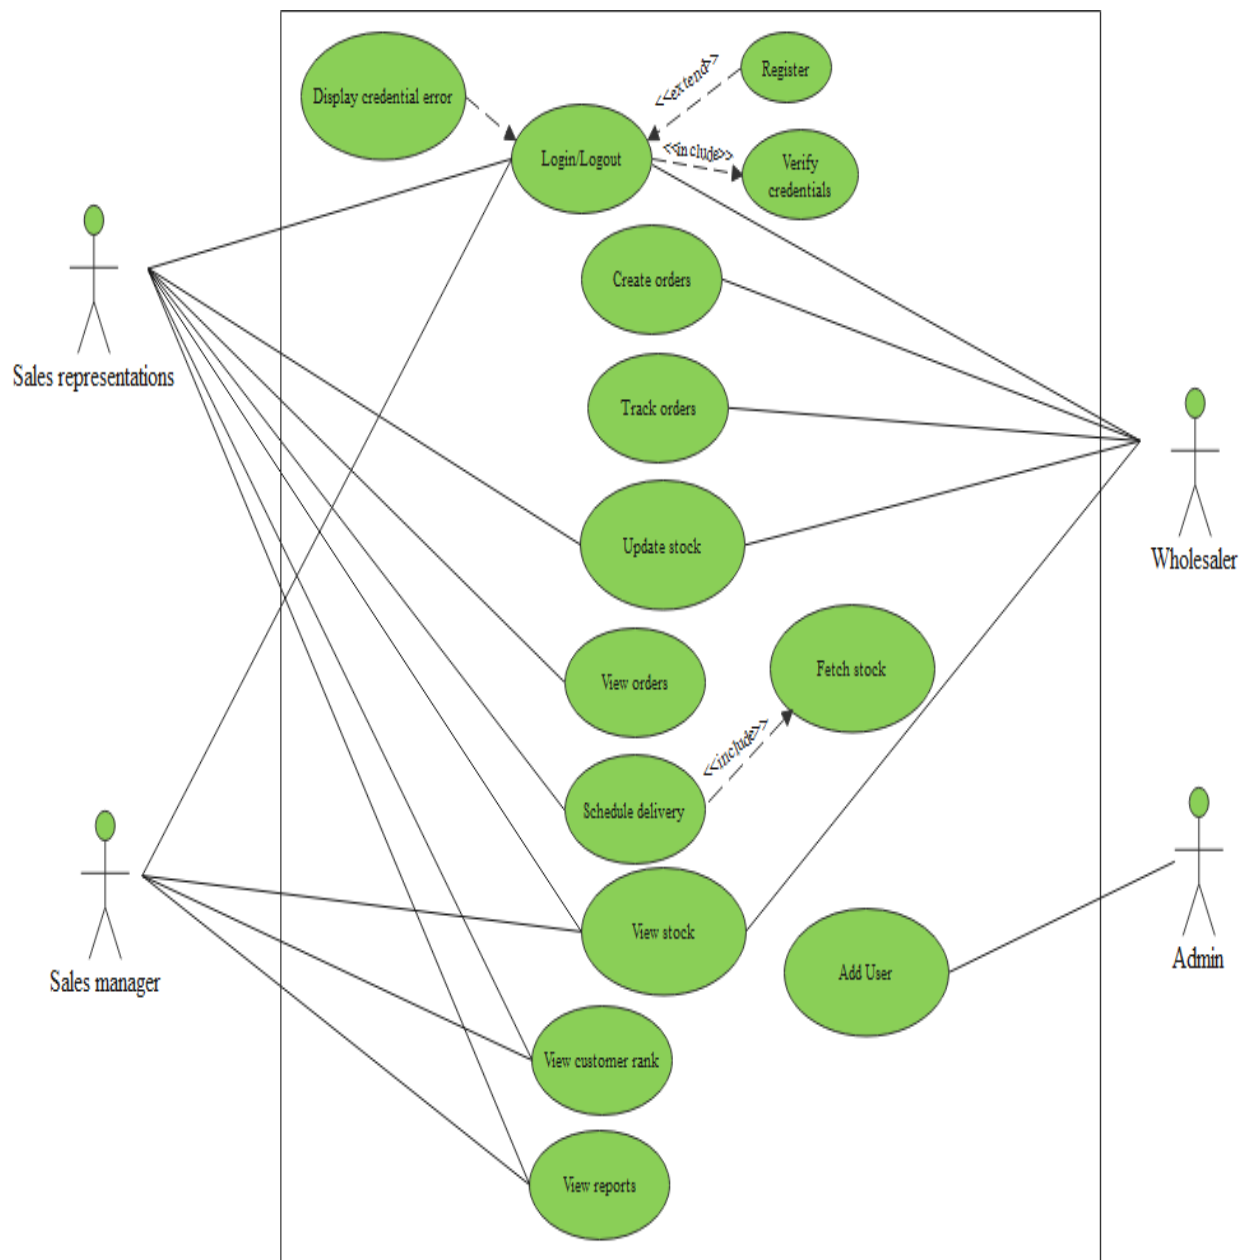 Display credential error
<<extend>>
Register
Login/Logout
<<include>>
Verify
credentials
Create orders
Sales representations
Track orders
Update stock
Wholesaler
View orders
Fetch stock
<<include>>
Schedule delivery
View stock
Add User
Admin
Sales manager
View customer rank
View reports